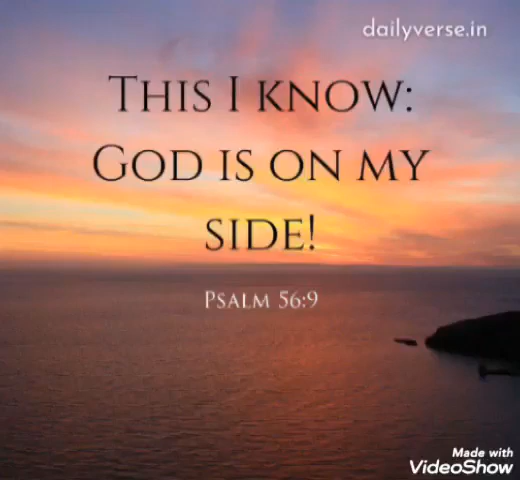 dailyverse.in
THIS I KNOW:
GOD IS ON MY
SIDE!
PSALM 56:9
Made with
VideoShow